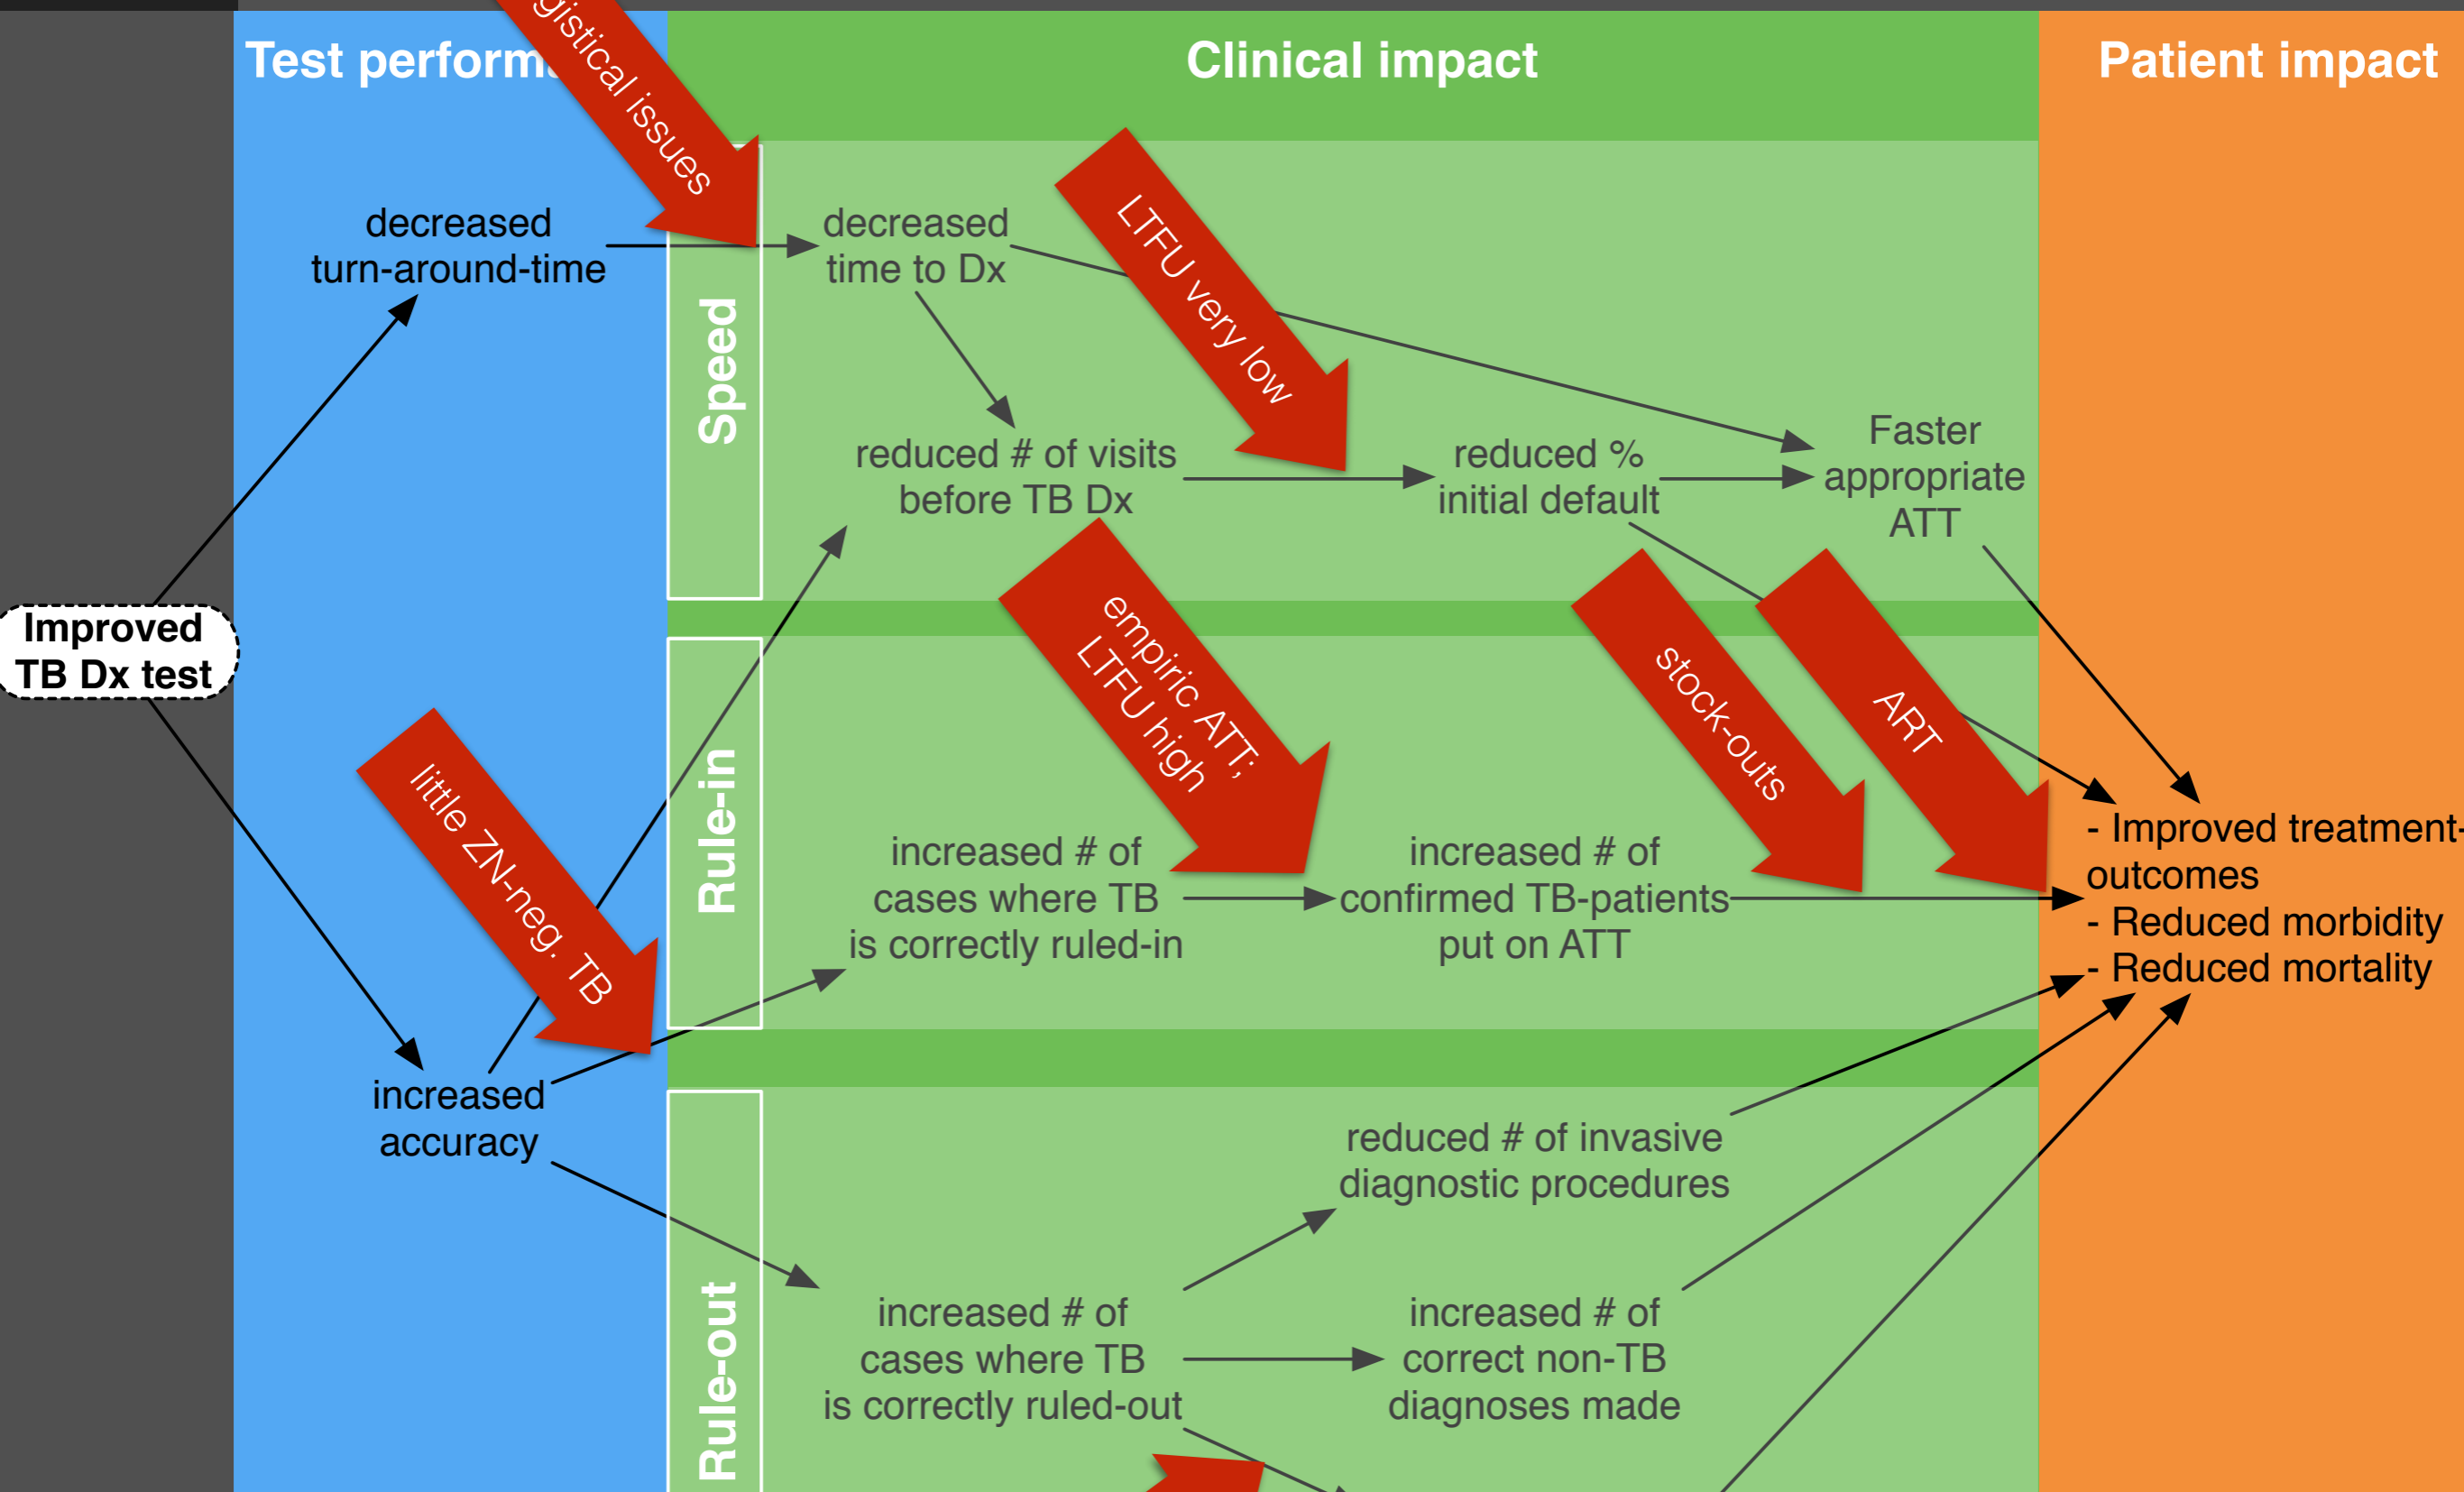 Test performa
Clinical impact
Patient impact
gistical issues
decreased
turn-around-time
Speed
decreased
time to Dx
LTFU very low
reduced # of visits
before TB Dx
reduced %
initial default
Faster
appropriate
ATT
Improved
TB Dx test
little ZN-neg. TB
Rule-in
empiric ATT;
LTFU high
stock-outs
ART
increased # of
cases where TB
is correctly ruled-in
increased # of
confirmed TB-patients
put on ATT
- Improved treatment-
outcomes
- Reduced morbidity
- Reduced mortality
increased
accuracy
Rule-out
reduced # of invasive
diagnostic procedures
increased # of
cases where TB
is correctly ruled-out
increased # of
correct non-TB
diagnoses made